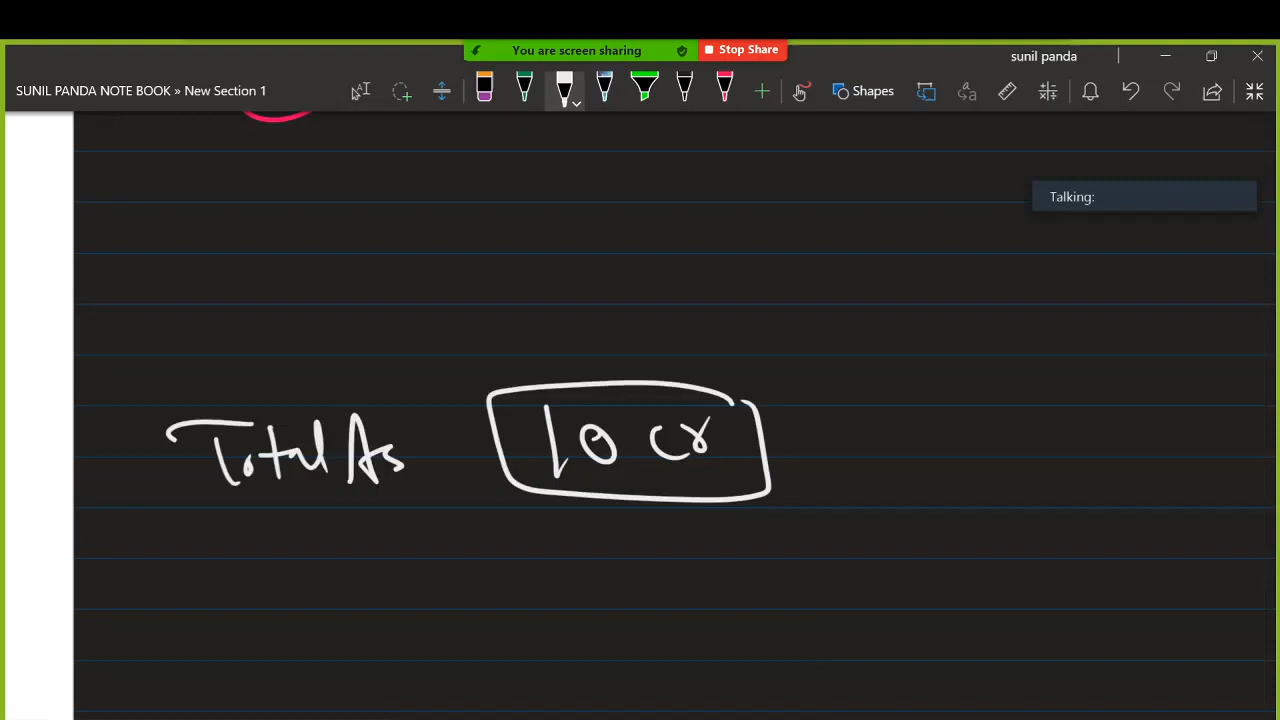 You are screen sharing
Stop Share
sunil panda
SUNIL PANDA NOTE BOOK » New Section 1
Shapes
Talking:
Total As 10 cr